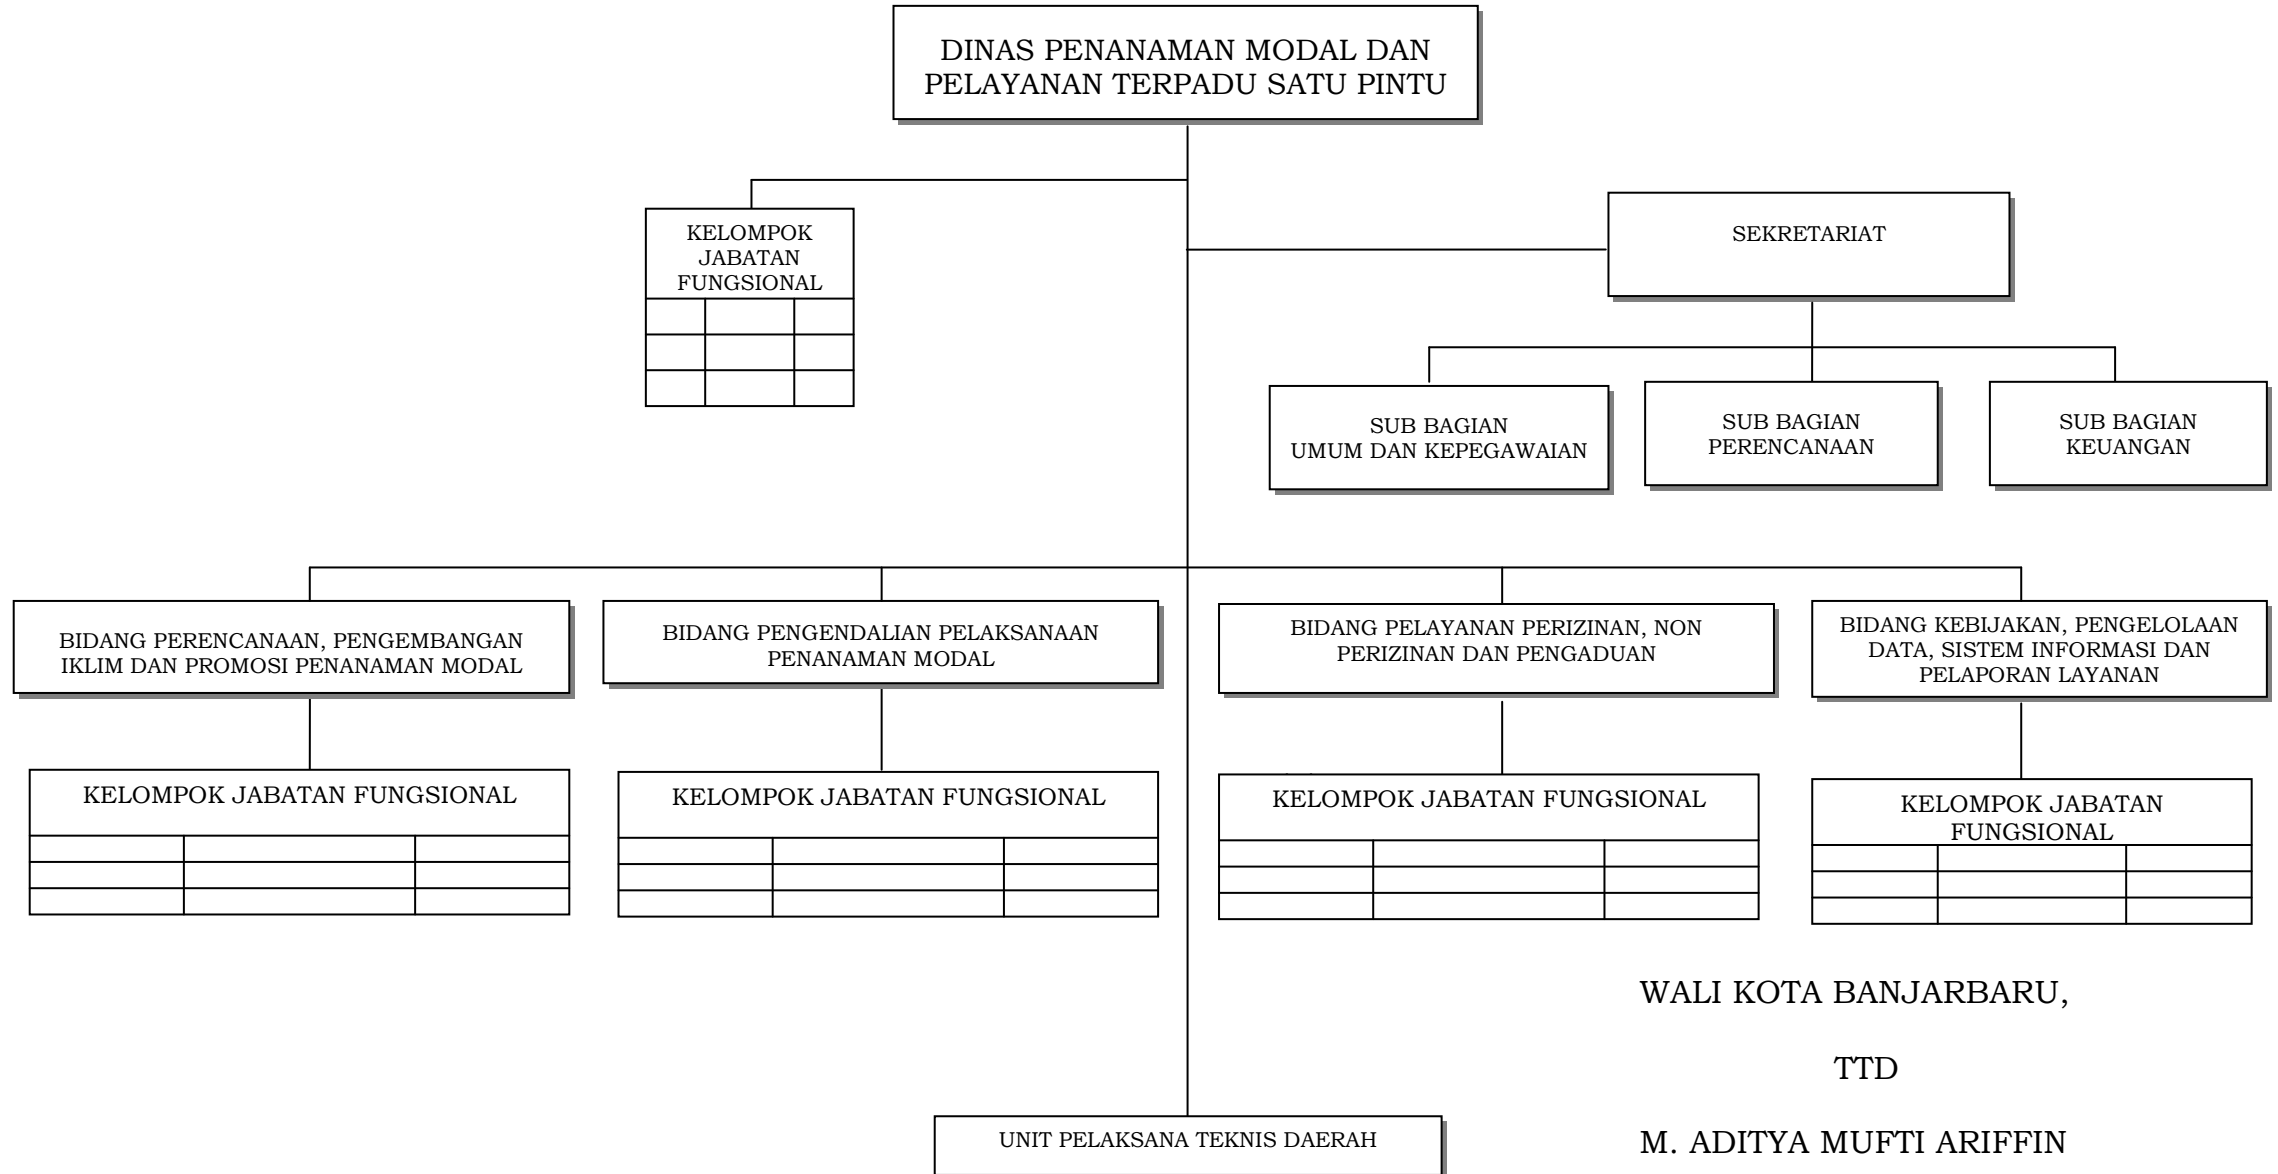 DINAS PENANAMAN MODAL DAN
PELAYANAN TERPADU SATU PINTU
KELOMPOK
JABATAN
FUNGSIONAL
SEKRETARIAT
SUB BAGIAN
UMUM DAN KEPEGAWAIAN
SUB BAGIAN
PERENCANAAN
SUB BAGIAN
KEUANGAN
BIDANG PERENCANAAN, PENGEMBANGAN
IKLIM DAN PROMOSI PENANAMAN MODAL
BIDANG PENGENDALIAN PELAKSANAAN
PENANAMAN MODAL
BIDANG PELAYANAN PERIZINAN, NON
PERIZINAN DAN PENGADUAN
BIDANG KEBIJAKAN, PENGELOLAAN
DATA, SISTEM INFORMASI DAN
PELAPORAN LAYANAN
KELOMPOK JABATAN FUNGSIONAL
KELOMPOK JABATAN FUNGSIONAL
KELOMPOK JABATAN FUNGSIONAL
KELOMPOK JABATAN
FUNGSIONAL
WALI KOTA BANJARBARU,
TTD
M. ADITYA MUFTI ARIFFIN
UNIT PELAKSANA TEKNIS DAERAH